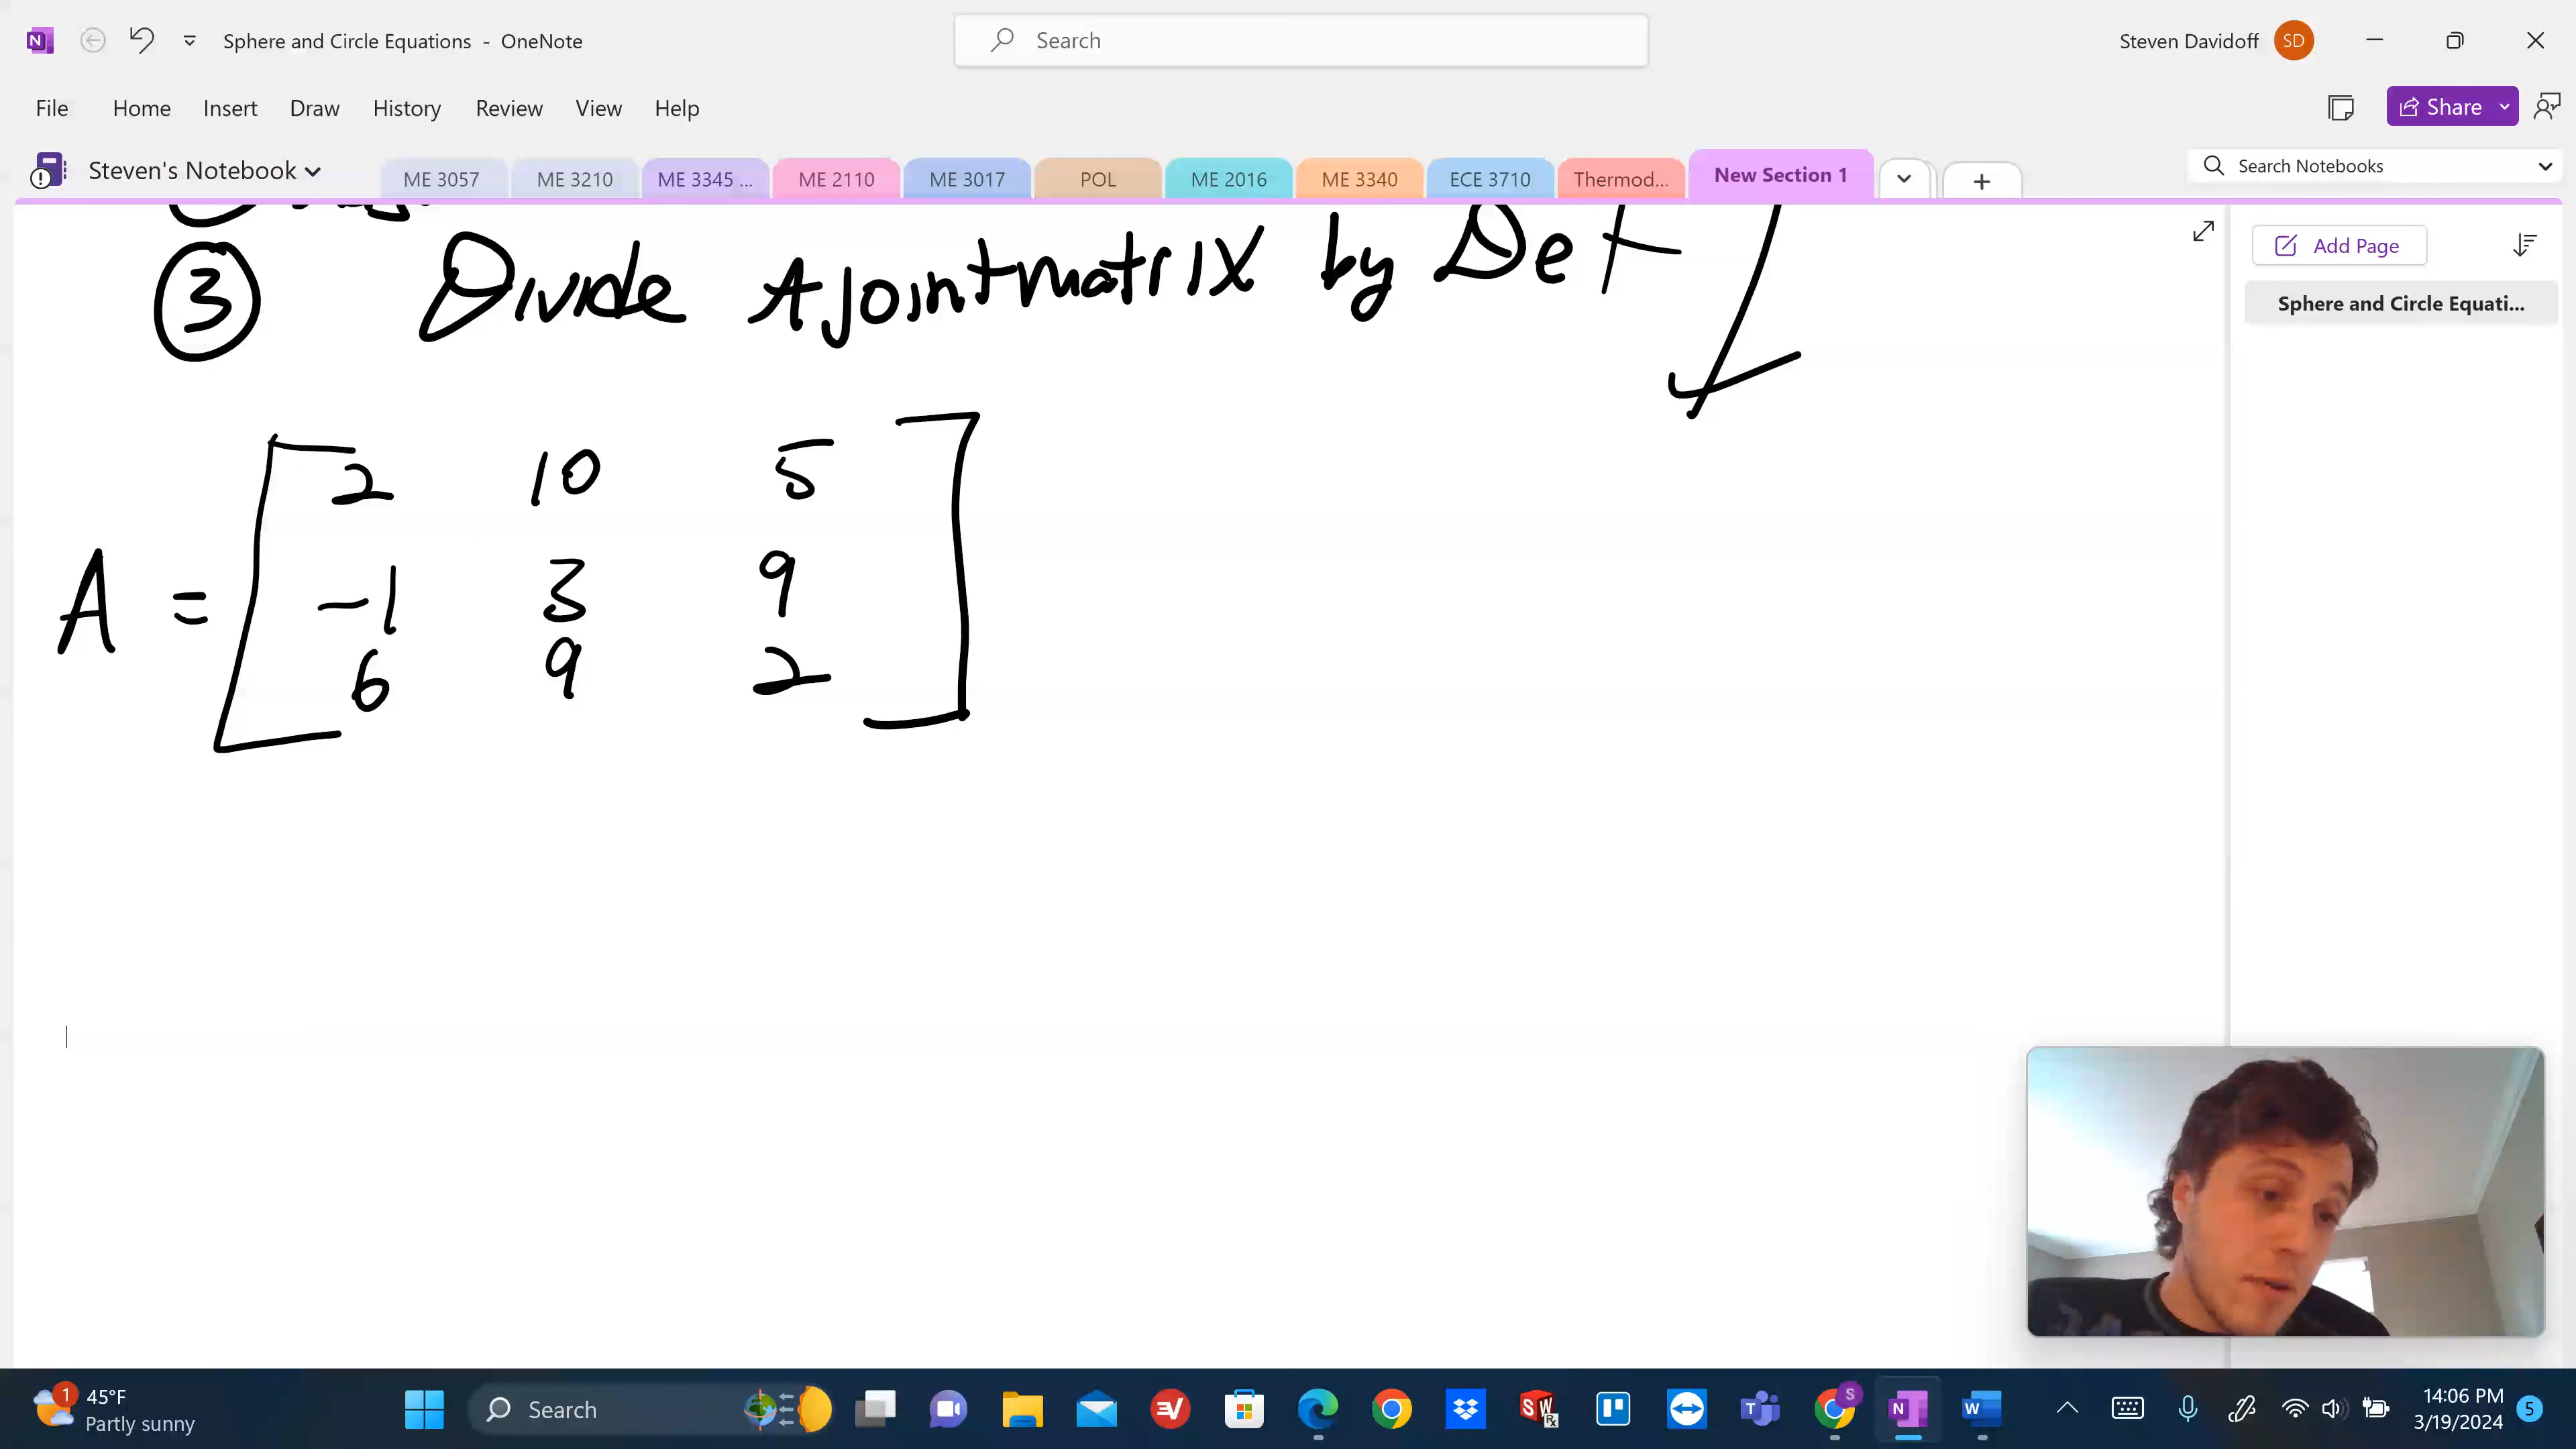 Sphere and Circle Equations - OneNote
Search
Steven Davidoff SD
File Home Insert Draw History Review View Help
Share
Steven's Notebook
ME 3057 ME 3210 ME 3345 ... ME 2110 ME 3017 POL ME 2016 ME 3340 ECE 3710 Thermod... New Section 1
Search Notebooks
Add Page
Sphere and Circle Equati...
3 Divide Ajointmatrix by Det
2 10 5
A = -1 3 9
6 9 2
1 45°F
Partly sunny
Search
14:06 PM
3/19/2024
5